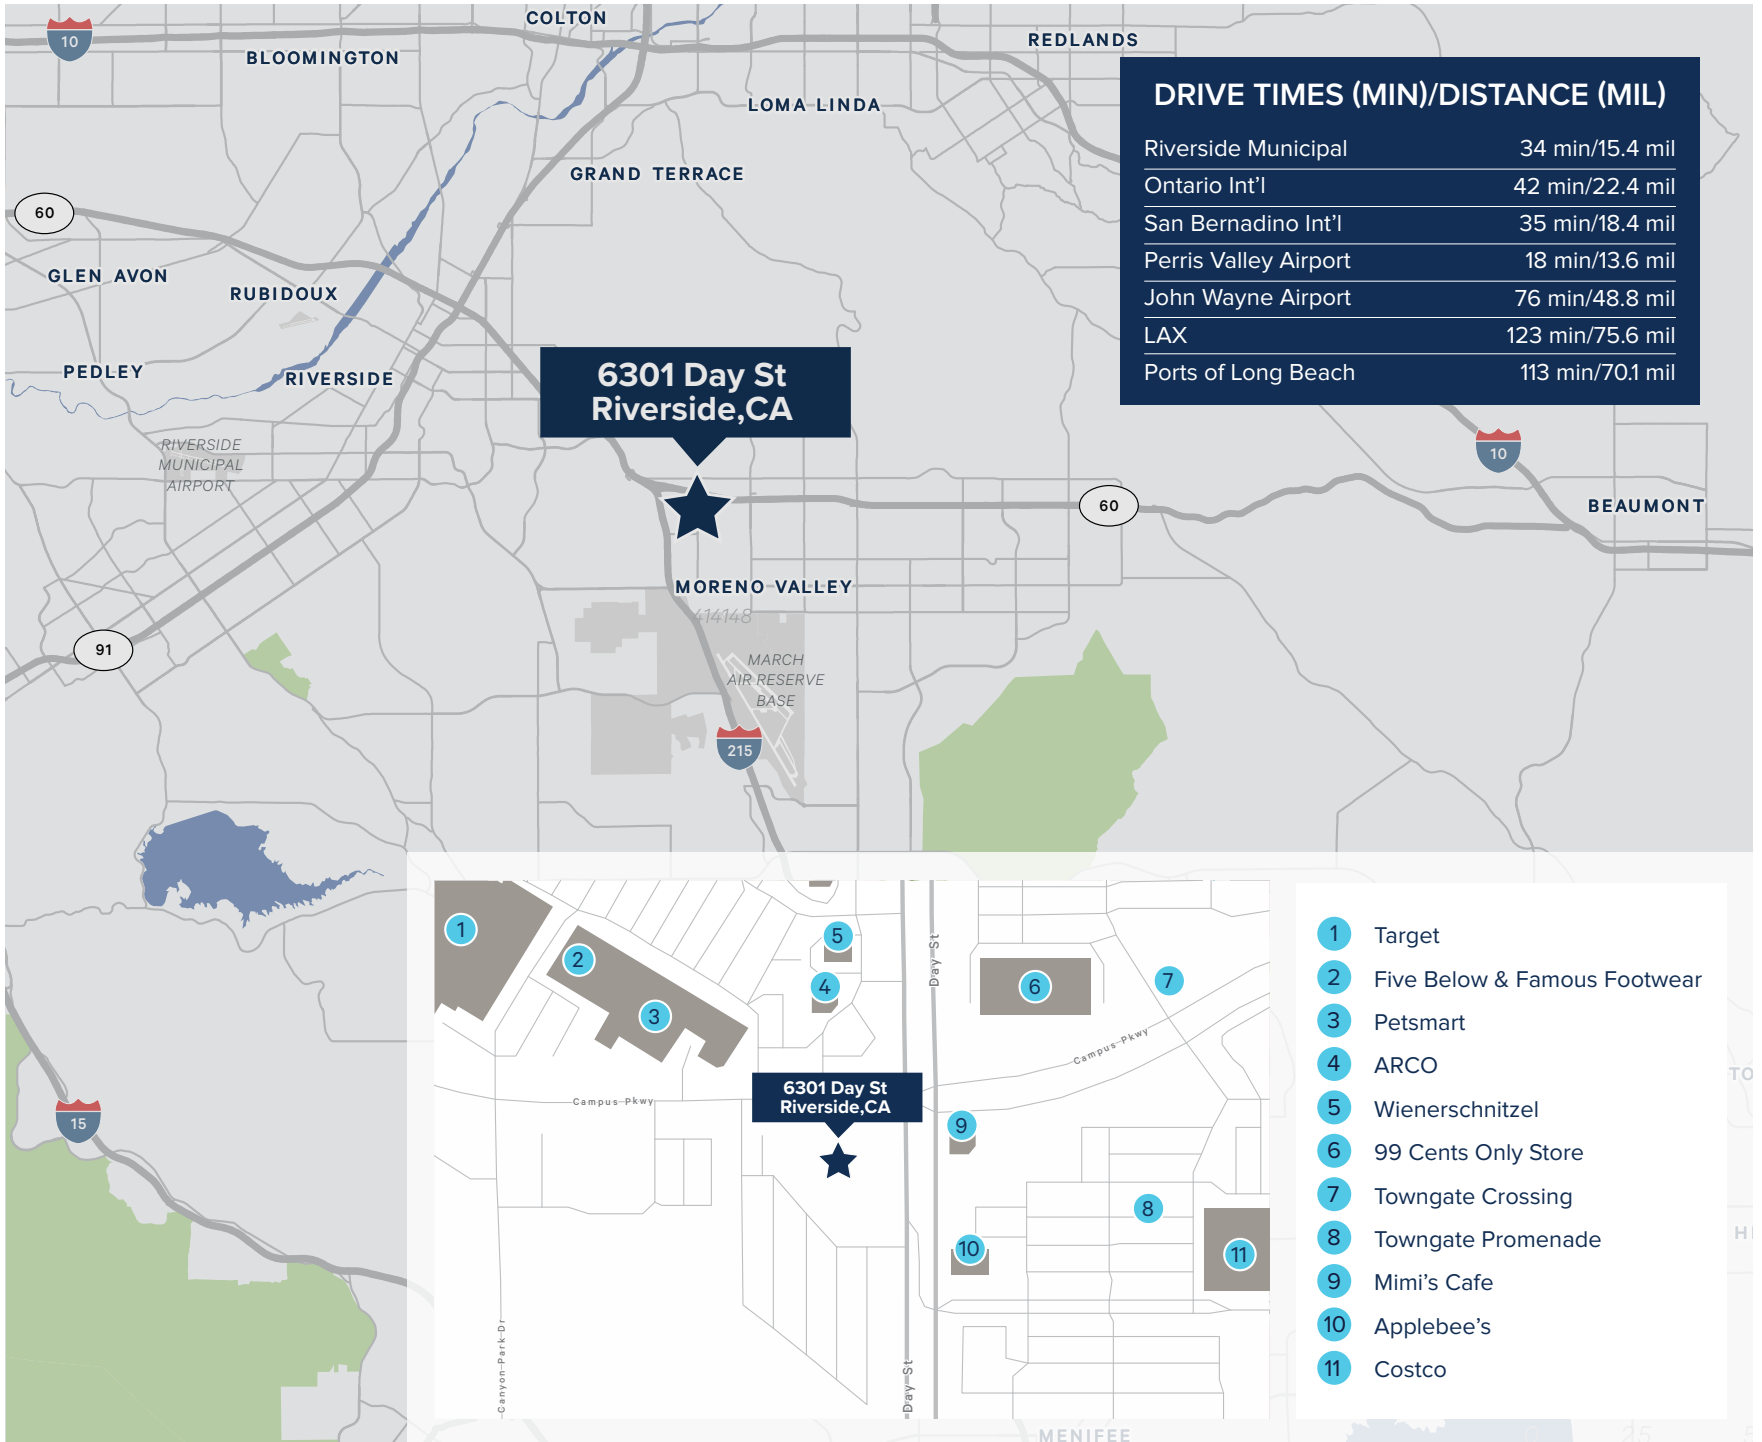 COLTON
10
BLOOMINGTON
REDLANDS
LOMA LINDA
GRAND TERRACE
60
GLEN AVON
RUBIDOUX
PEDLEY
RIVERSIDE
RIVERSIDE
MUNICIPAL
AIRPORT
DRIVE TIMES (MIN)/DISTANCE (MIL)
Riverside Municipal 34 min/15.4 mil
Ontario Int'l 42 min/22.4 mil
San Bernadino Int'l 35 min/18.4 mil
Perris Valley Airport 18 min/13.6 mil
John Wayne Airport 76 min/48.8 mil
LAX 123 min/75.6 mil
Ports of Long Beach 113 min/70.1 mil
6301 Day St
Riverside,CA
10
60
BEAUMONT
MORENO VALLEY
414148
91
MARCH
AIR RESERVE
BASE
215
15
1
2
3
4
5
6
7
8
9
10
11
Day St
Campus Pkwy
Campus Pkwy
6301 Day St
Riverside,CA
Canyon Park Dr
Day St
1 Target
2 Five Below & Famous Footwear
3 Petsmart
4 ARCO
5 Wienerschnitzel
6 99 Cents Only Store
7 Towngate Crossing
8 Towngate Promenade
9 Mimi's Cafe
10 Applebee's
11 Costco
MENIFEE